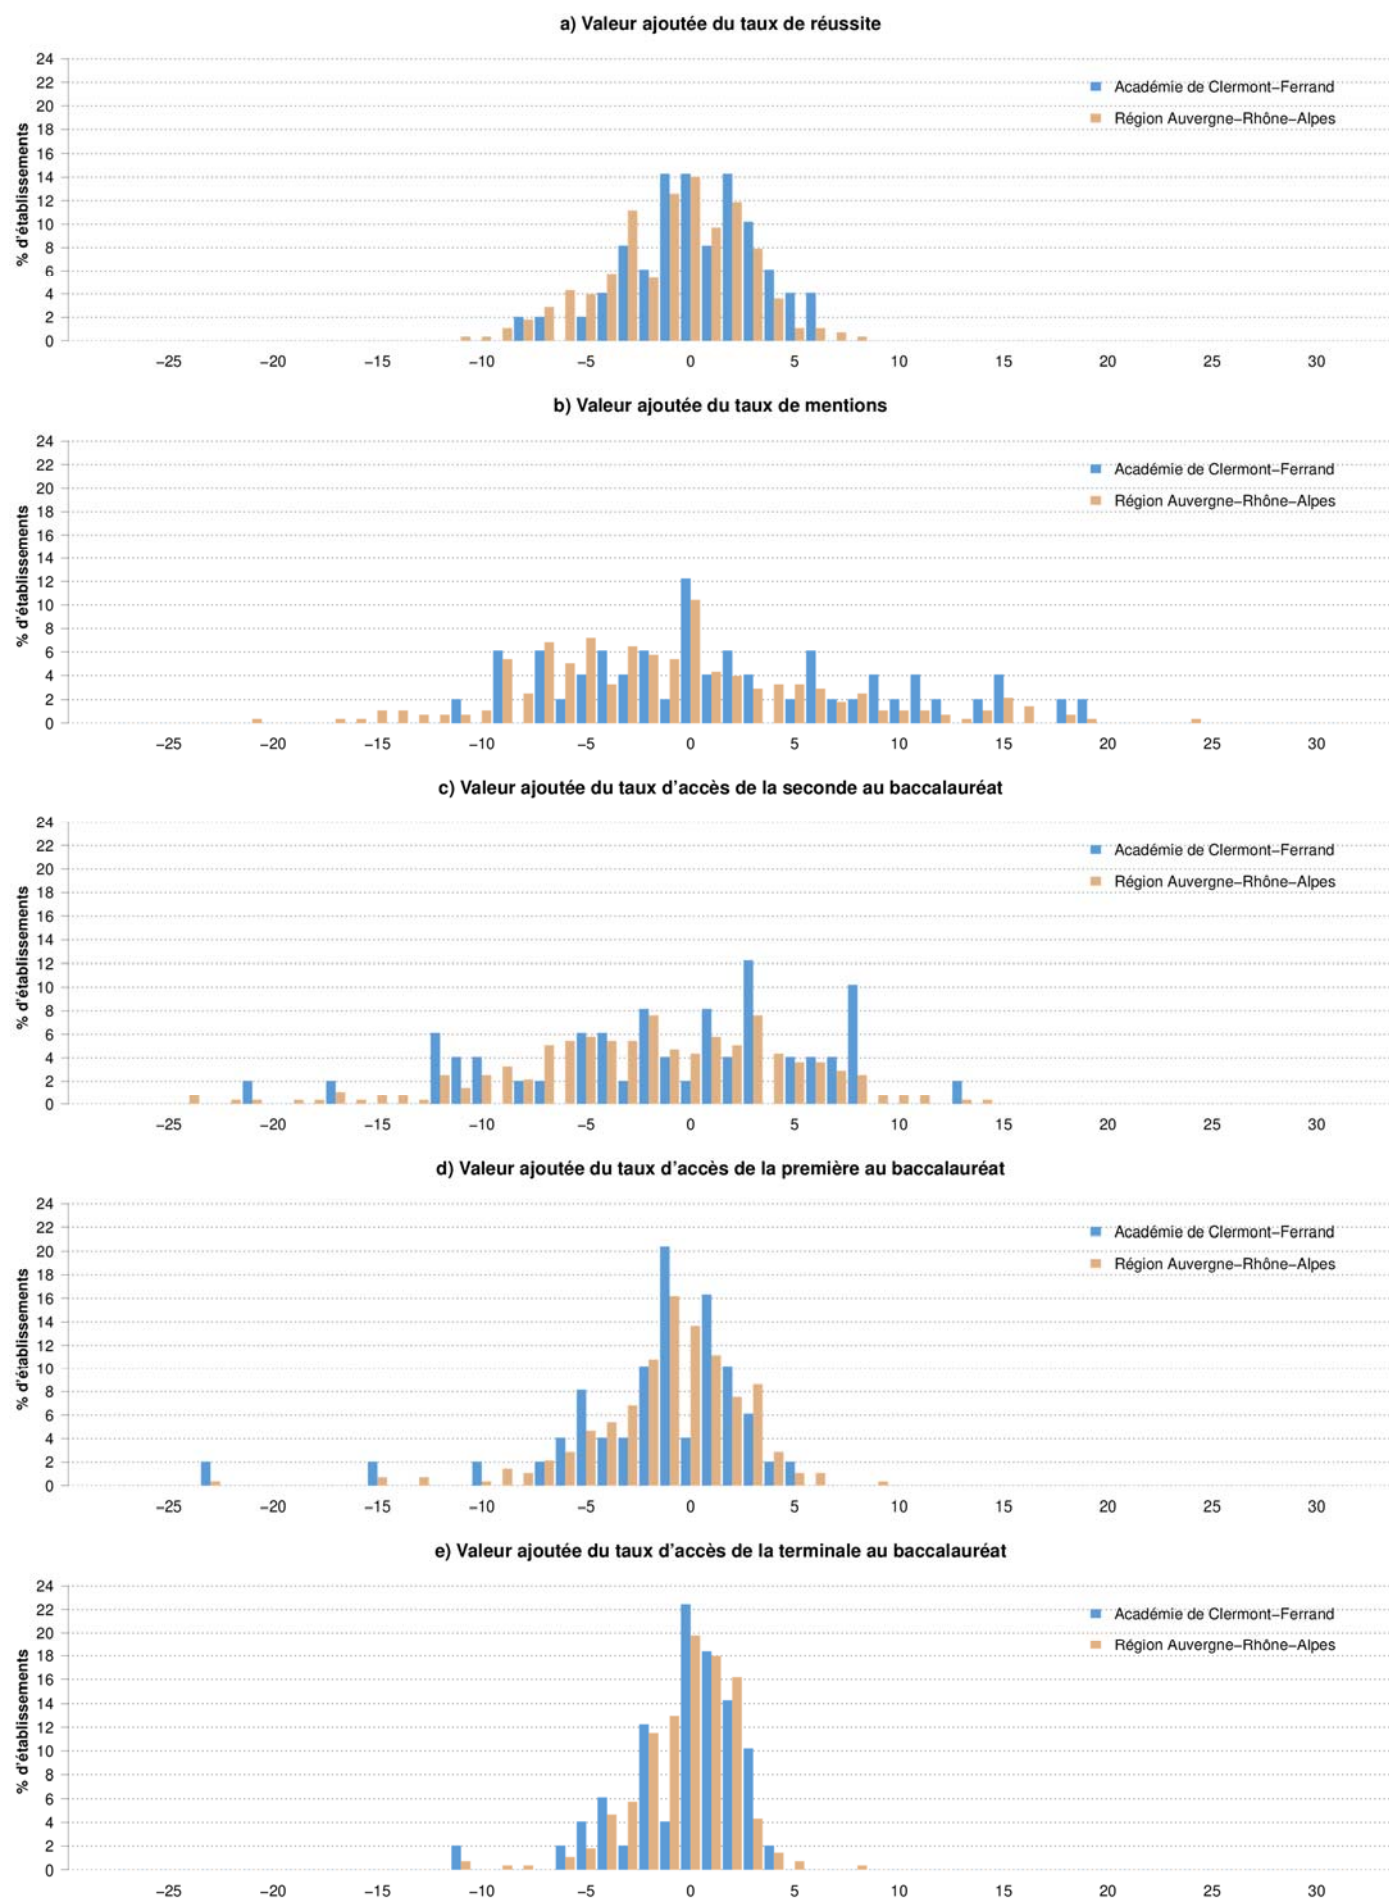 a) Valeur ajoutée du taux de réussite
24
22
20
18
16
14
12
10
8
6
4
2
0
% d'établissements
Académie de Clermont–Ferrand
Région Auvergne–Rhône–Alpes
−25 −20 −15 −10 −5 0 5 10 15 20 25 30
b) Valeur ajoutée du taux de mentions
24
22
20
18
16
14
12
10
8
6
4
2
0
% d'établissements
Académie de Clermont–Ferrand
Région Auvergne–Rhône–Alpes
−25 −20 −15 −10 −5 0 5 10 15 20 25 30
c) Valeur ajoutée du taux d'accès de la seconde au baccalauréat
24
22
20
18
16
14
12
10
8
6
4
2
0
% d'établissements
Académie de Clermont–Ferrand
Région Auvergne–Rhône–Alpes
−25 −20 −15 −10 −5 0 5 10 15 20 25 30
d) Valeur ajoutée du taux d'accès de la première au baccalauréat
24
22
20
18
16
14
12
10
8
6
4
2
0
% d'établissements
Académie de Clermont–Ferrand
Région Auvergne–Rhône–Alpes
−25 −20 −15 −10 −5 0 5 10 15 20 25 30
e) Valeur ajoutée du taux d'accès de la terminale au baccalauréat
24
22
20
18
16
14
12
10
8
6
4
2
0
% d'établissements
Académie de Clermont–Ferrand
Région Auvergne–Rhône–Alpes
−25 −20 −15 −10 −5 0 5 10 15 20 25 30